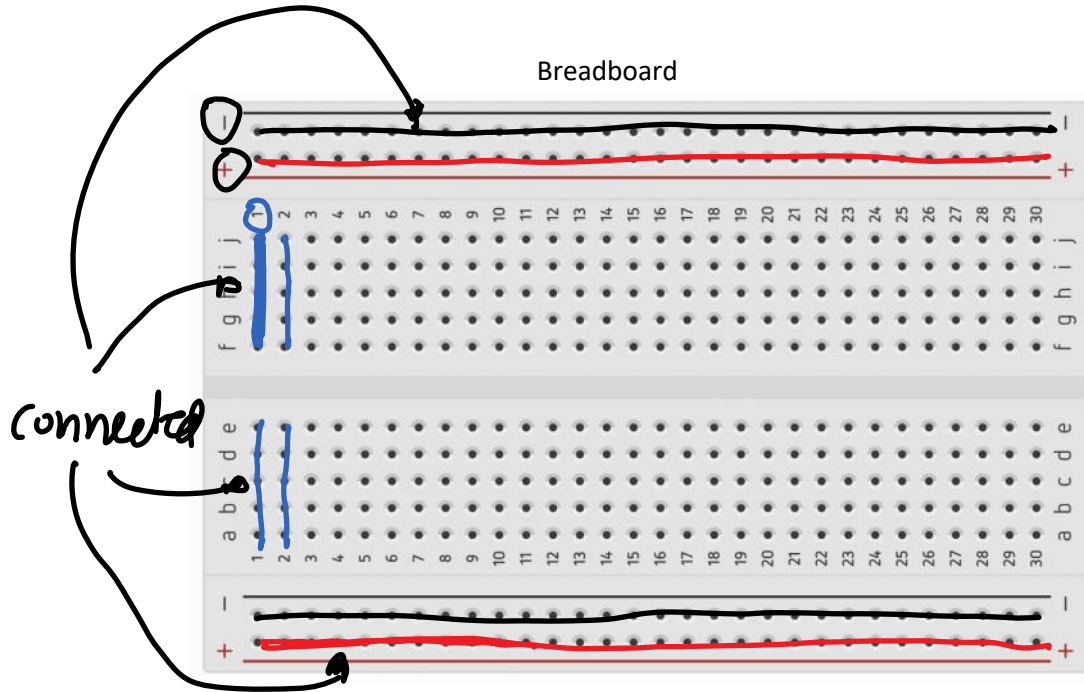 Breadboard
- -
+ +
1 2 3 4 5 6 7 8 9 10 11 12 13 14 15 16 17 18 19 20 21 22 23 24 25 26 27 28 29 30
j j
i i
h h
g g
f f
connected
e e
d d
c c
b b
a a
1 2 3 4 5 6 7 8 9 10 11 12 13 14 15 16 17 18 19 20 21 22 23 24 25 26 27 28 29 30
- -
+ +